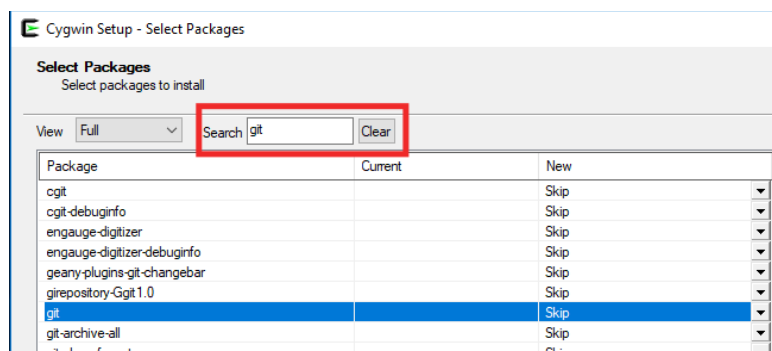 Cygwin Setup - Select Packages
Select Packages
Select packages to install
View Full Search git Clear
Package Current New
cgit Skip
cgit-debuginfo Skip
engauge-digitizer Skip
engauge-digitizer-debuginfo Skip
geany-plugins-git-changebar Skip
girepository-Ggit1.0 Skip
git Skip
git-archive-all Skip